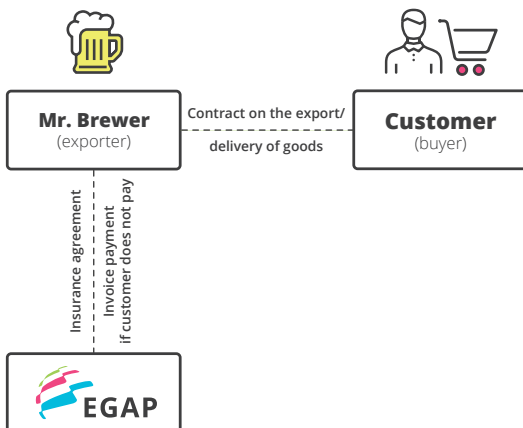 Mr. Brewer
(exporter)
Contract on the export/
delivery of goods
Customer
(buyer)
Insurance agreement
Invoice payment
if customer does not pay
EGAP